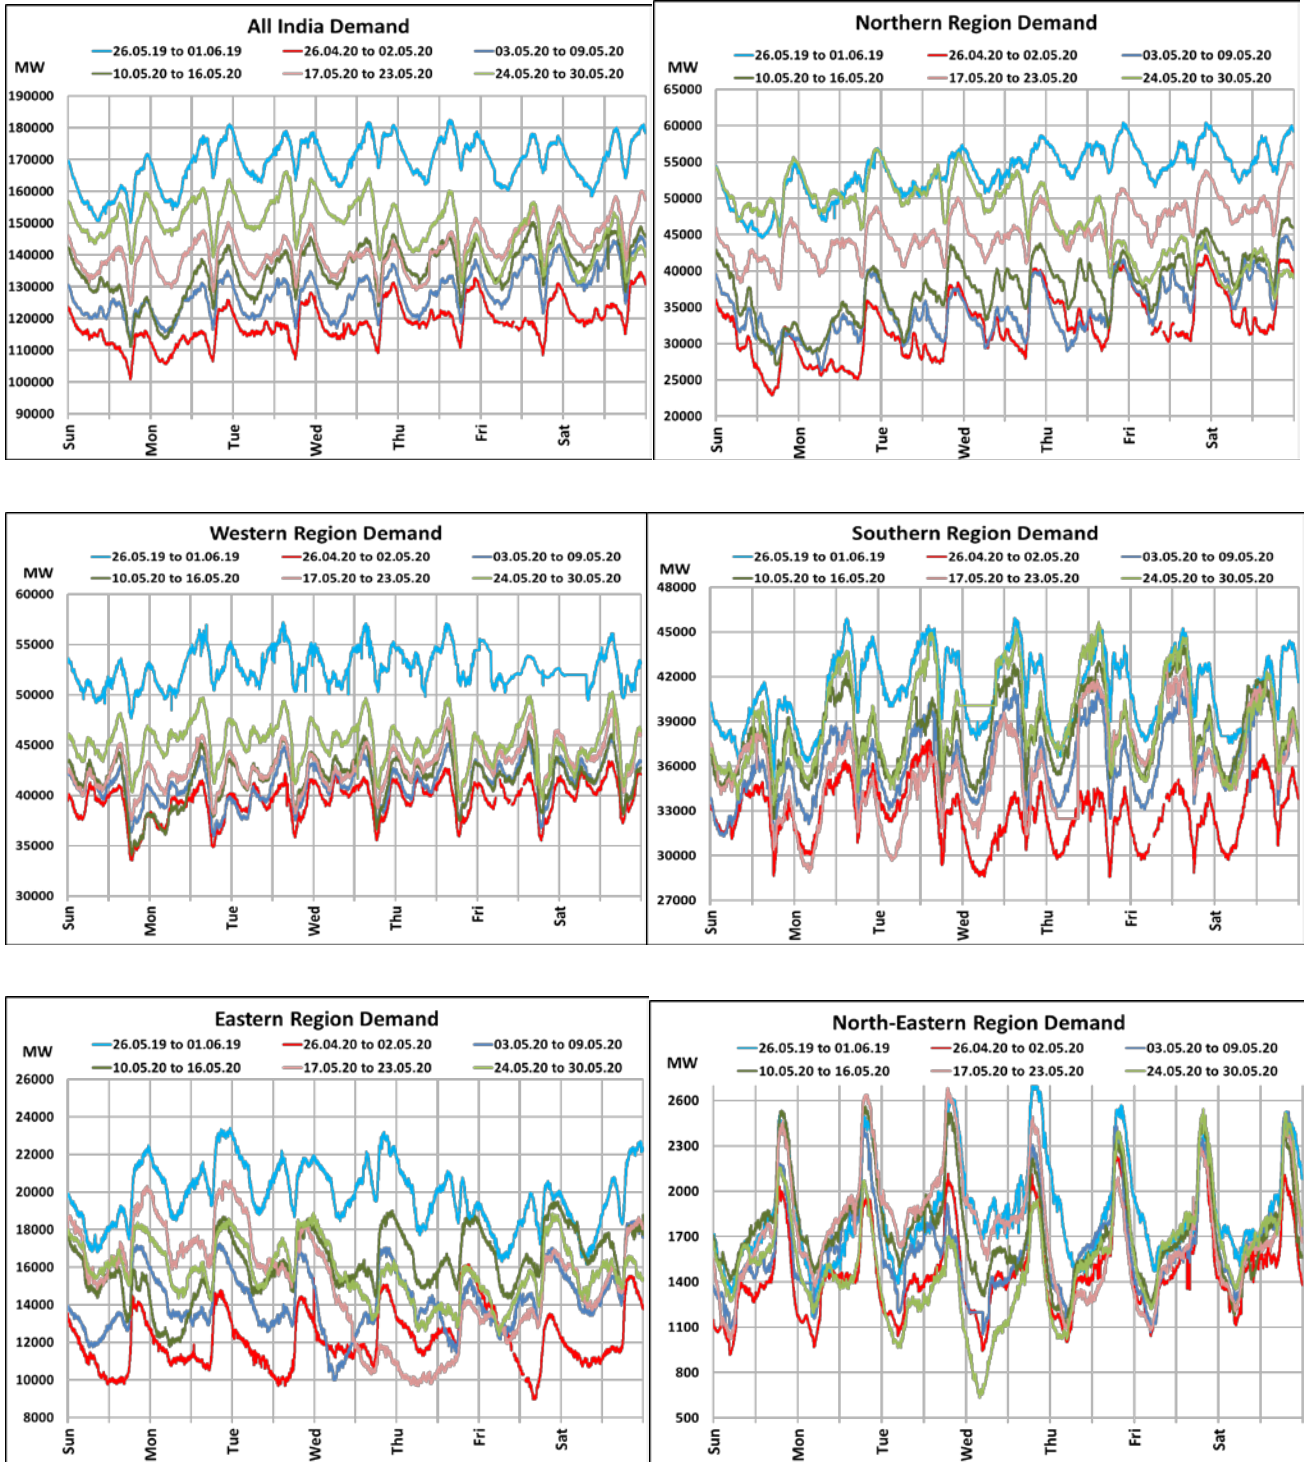 All India Demand
26.05.19 to 01.06.19 26.04.20 to 02.05.20 03.05.20 to 09.05.20
MW
10.05.20 to 16.05.20 17.05.20 to 23.05.20 24.05.20 to 30.05.20
190000
180000
170000
160000
150000
140000
130000
120000
110000
100000
90000
Sun Mon Tue Wed Thu Fri Sat
Northern Region Demand
26.05.19 to 01.06.19 26.04.20 to 02.05.20 03.05.20 to 09.05.20
MW
10.05.20 to 16.05.20 17.05.20 to 23.05.20 24.05.20 to 30.05.20
65000
60000
55000
50000
45000
40000
35000
30000
25000
20000
Sun Mon Tue Wed Thu Fri Sat
Western Region Demand
26.05.19 to 01.06.19 26.04.20 to 02.05.20 03.05.20 to 09.05.20
MW
10.05.20 to 16.05.20 17.05.20 to 23.05.20 24.05.20 to 30.05.20
60000
55000
50000
45000
40000
35000
30000
Sun Mon Tue Wed Thu Fri Sat
Southern Region Demand
26.05.19 to 01.06.19 26.04.20 to 02.05.20 03.05.20 to 09.05.20
MW
10.05.20 to 16.05.20 17.05.20 to 23.05.20 24.05.20 to 30.05.20
48000
45000
42000
39000
36000
33000
30000
27000
Sun Mon Tue Wed Thu Fri Sat
Eastern Region Demand
26.05.19 to 01.06.19 26.04.20 to 02.05.20 03.05.20 to 09.05.20
MW
10.05.20 to 16.05.20 17.05.20 to 23.05.20 24.05.20 to 30.05.20
26000
24000
22000
20000
18000
16000
14000
12000
10000
8000
Sun Mon Tue Wed Thu Fri Sat
North-Eastern Region Demand
26.05.19 to 01.06.19 26.04.20 to 02.05.20 03.05.20 to 09.05.20
MW
10.05.20 to 16.05.20 17.05.20 to 23.05.20 24.05.20 to 30.05.20
2600
2300
2000
1700
1400
1100
800
500
Sun Mon Tue Wed Thu Fri Sat